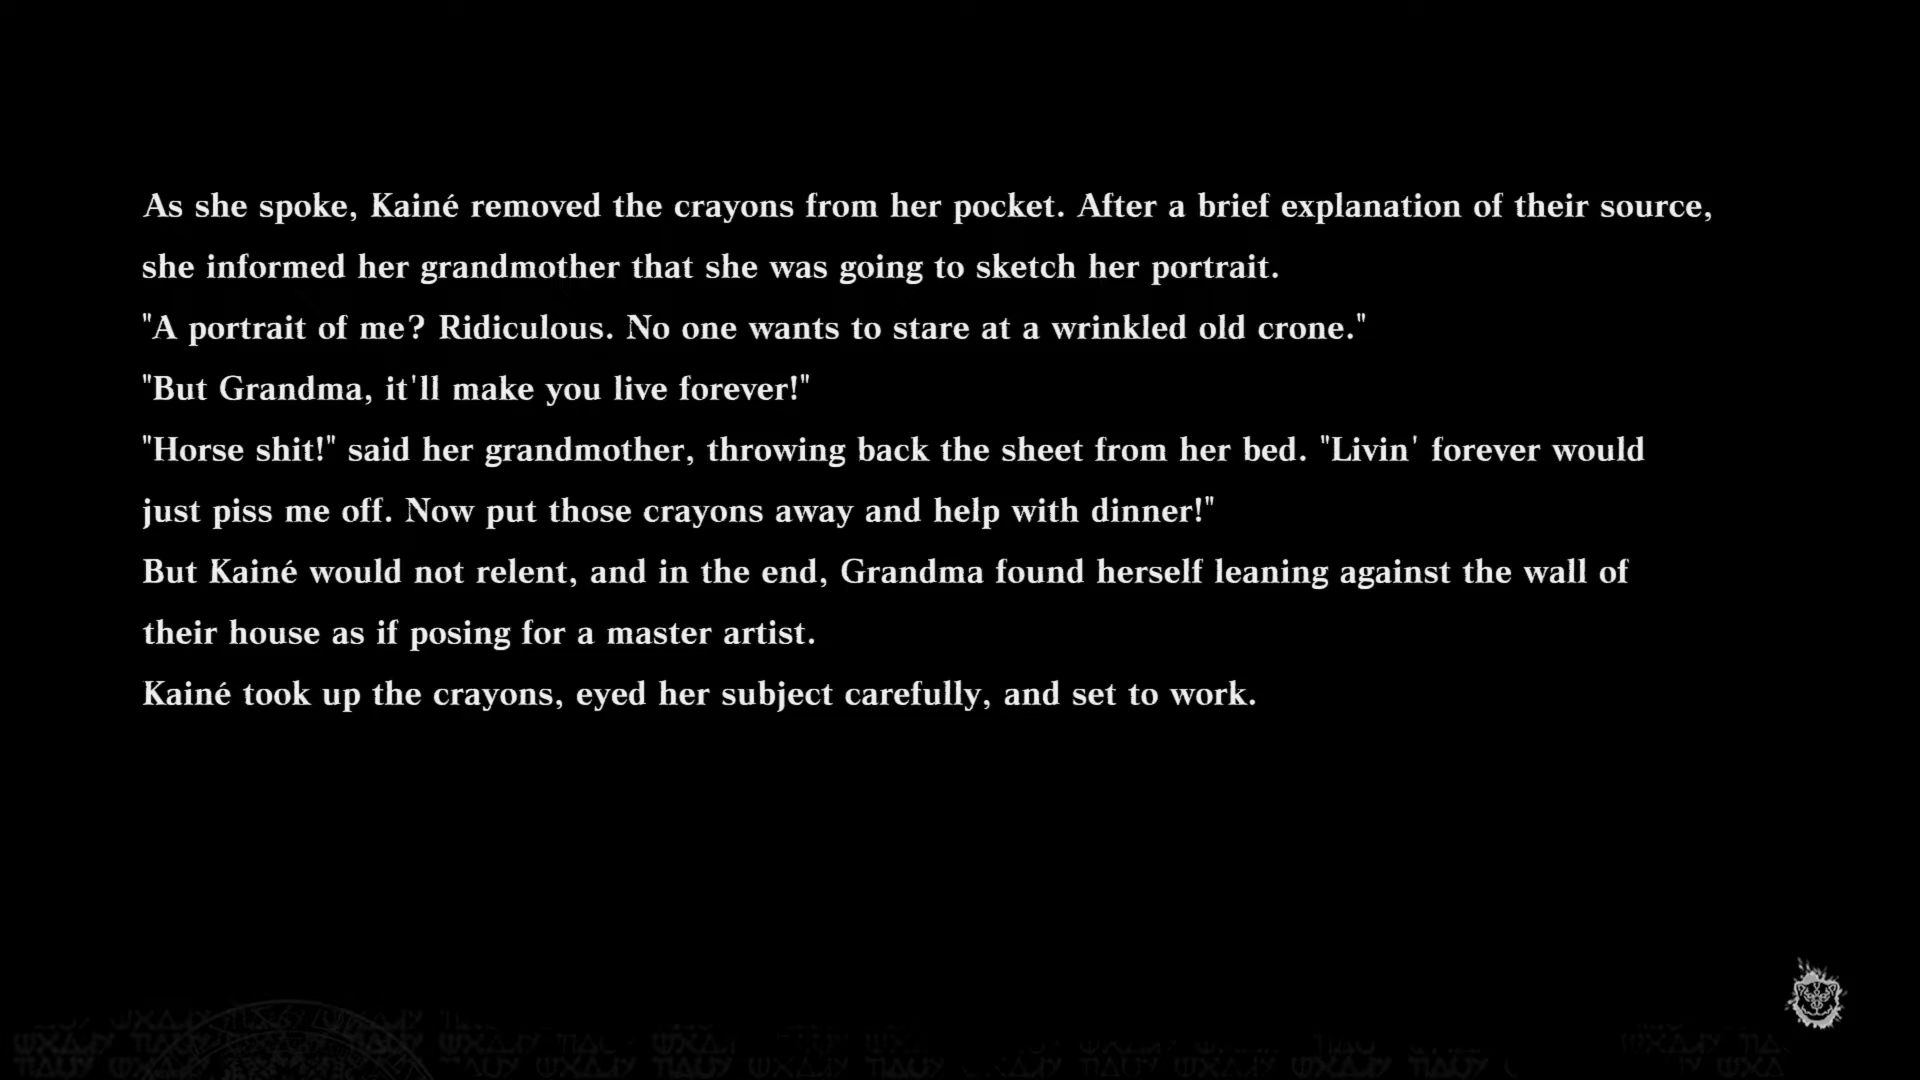 As she spoke, Kainé removed the crayons from her pocket. After a brief explanation of their source,
she informed her grandmother that she was going to sketch her portrait.
"A portrait of me? Ridiculous. No one wants to stare at a wrinkled old crone."
"But Grandma, it'll make you live forever!"
"Horse shit!" said her grandmother, throwing back the sheet from her bed. "Livin' forever would
just piss me off. Now put those crayons away and help with dinner!"
But Kainé would not relent, and in the end, Grandma found herself leaning against the wall of
their house as if posing for a master artist.
Kainé took up the crayons, eyed her subject carefully, and set to work.